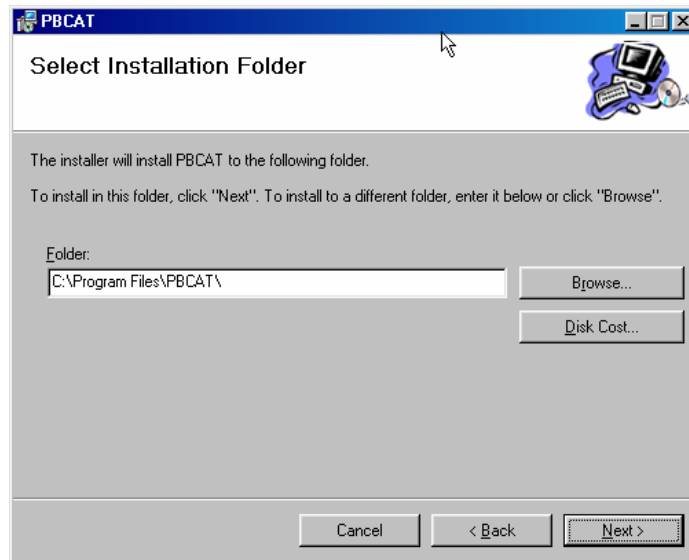 PBCAT
Select Installation Folder
The installer will install PBCAT to the following folder.
To install in this folder, click "Next". To install to a different folder, enter it below or click "Browse".
Folder:
C:\Program Files\PBCAT\
Browse...
Disk Cost...
Cancel
< Back
Next >